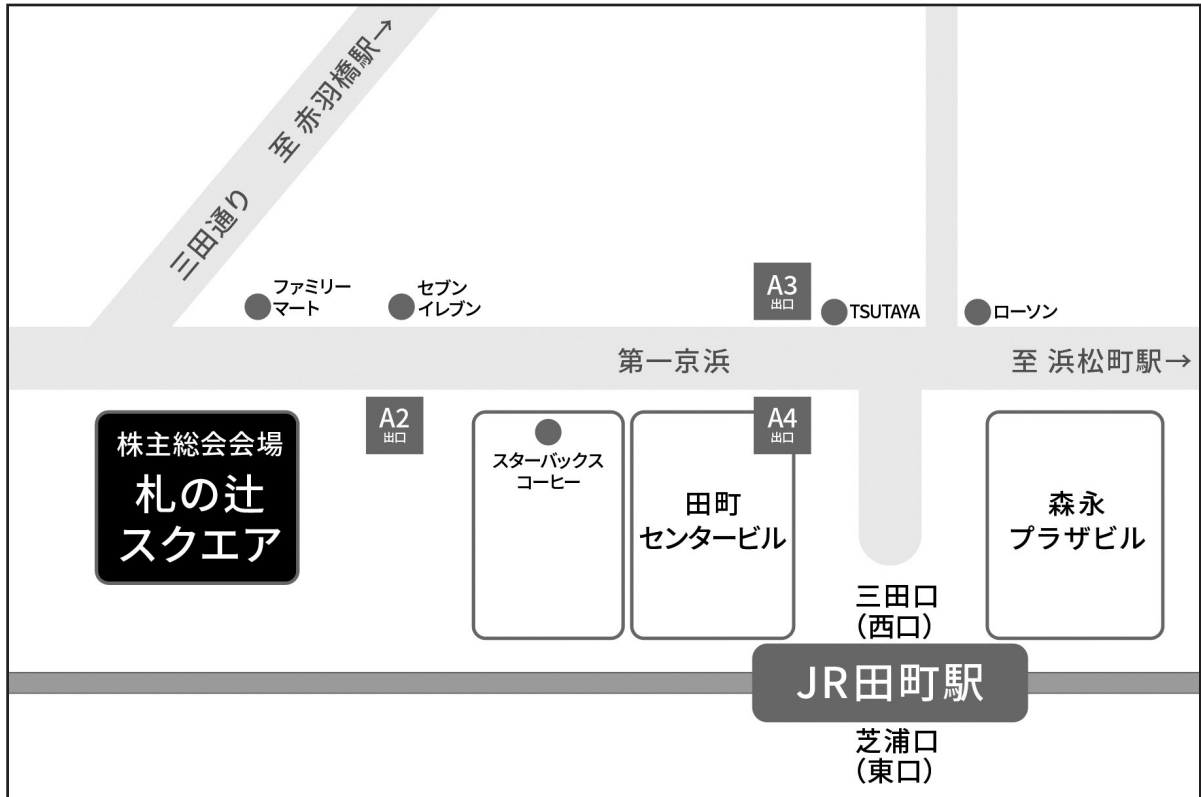 至 赤羽橋駅→
三田通り
ファミリー
マート
セブン
イレブン
A3
出口
TSUTAYA
ローソン
第一京浜
至 浜松町駅→
株主総会会場
札の辻
スクエア
A2
出口
スターバックス
コーヒー
A4
出口
田町
センタービル
森永
プラザビル
三田口
(西口)
JR田町駅
芝浦口
(東口)